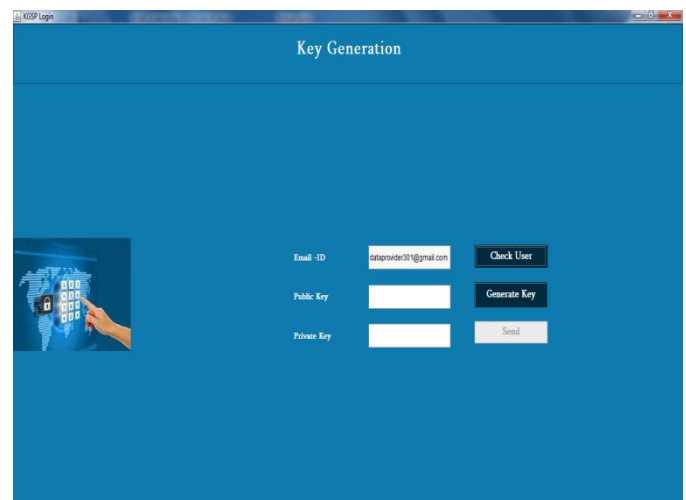 KGSP Login
Key Generation
Email -ID dataprovider301@gmail.com Check User
Public Key Generate Key
Private Key Send